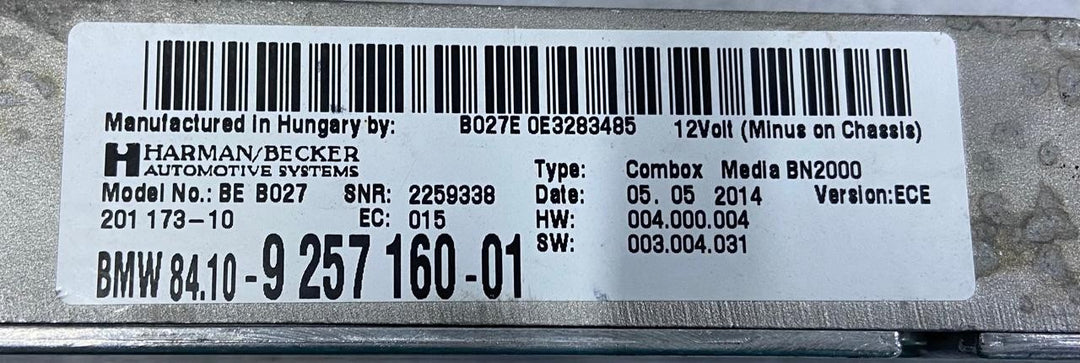 Manufactured in Hungary by: B027E 0E3283485 12Volt (Minus on Chassis)
HARMAN/BECKER
AUTOMOTIVE SYSTEMS
Type: Combox Media BN2000
Model No.: BE B027 SNR: 2259338 Date: 05. 05 2014 Version:ECE
201 173-10 EC: 015 HW: 004.000.004
SW: 003.004.031
BMW 84.10-9 257 160-01